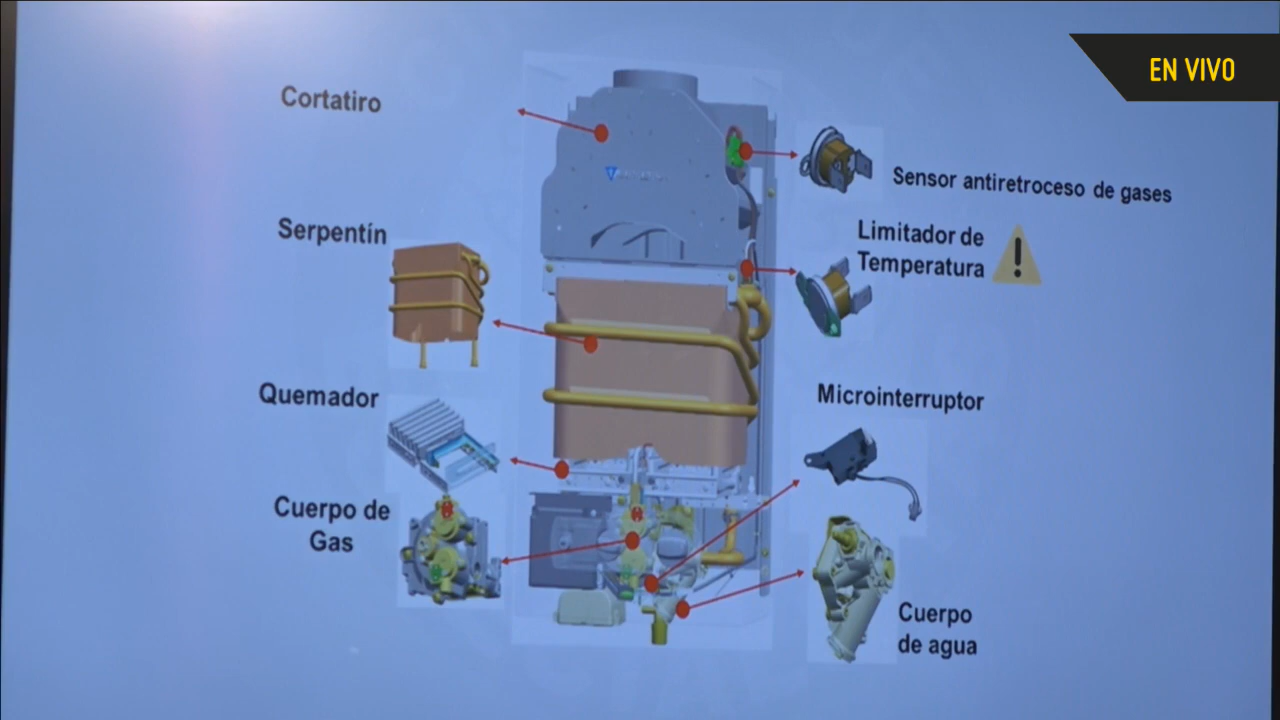 EN VIVO
Cortatiro
Sensor antiretroceso de gases
Serpentín
Limitador de
Temperatura
Quemador
Microinterruptor
Cuerpo de
Gas
Cuerpo
de agua